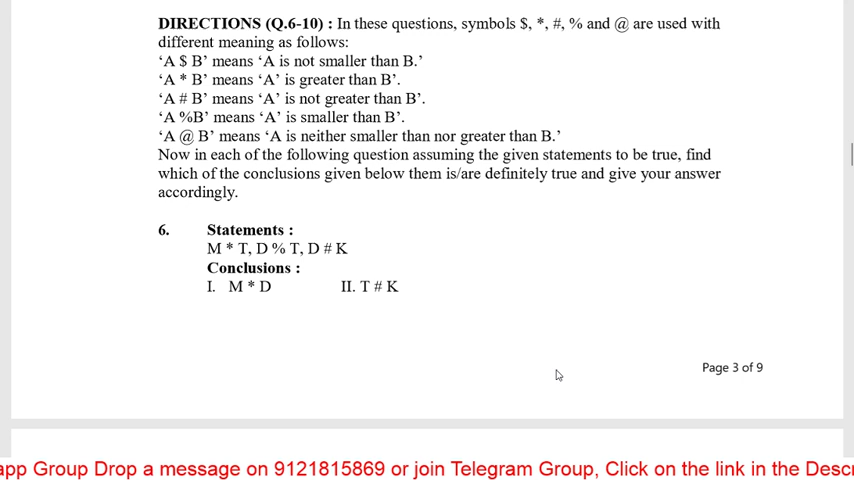 DIRECTIONS (Q.6-10) : In these questions, symbols $, *, #, % and @ are used with
different meaning as follows:
‘A $ B’ means ‘A is not smaller than B.’
‘A * B’ means ‘A’ is greater than B’.
‘A # B’ means ‘A’ is not greater than B’.
‘A %B’ means ‘A’ is smaller than B’.
‘A @ B’ means ‘A is neither smaller than nor greater than B.’
Now in each of the following question assuming the given statements to be true, find
which of the conclusions given below them is/are definitely true and give your answer
accordingly.
6. Statements :
M * T, D % T, D # K
Conclusions :
I. M * D II. T # K
Page 3 of 9
app Group Drop a message on 9121815869 or join Telegram Group, Click on the link in the Descr